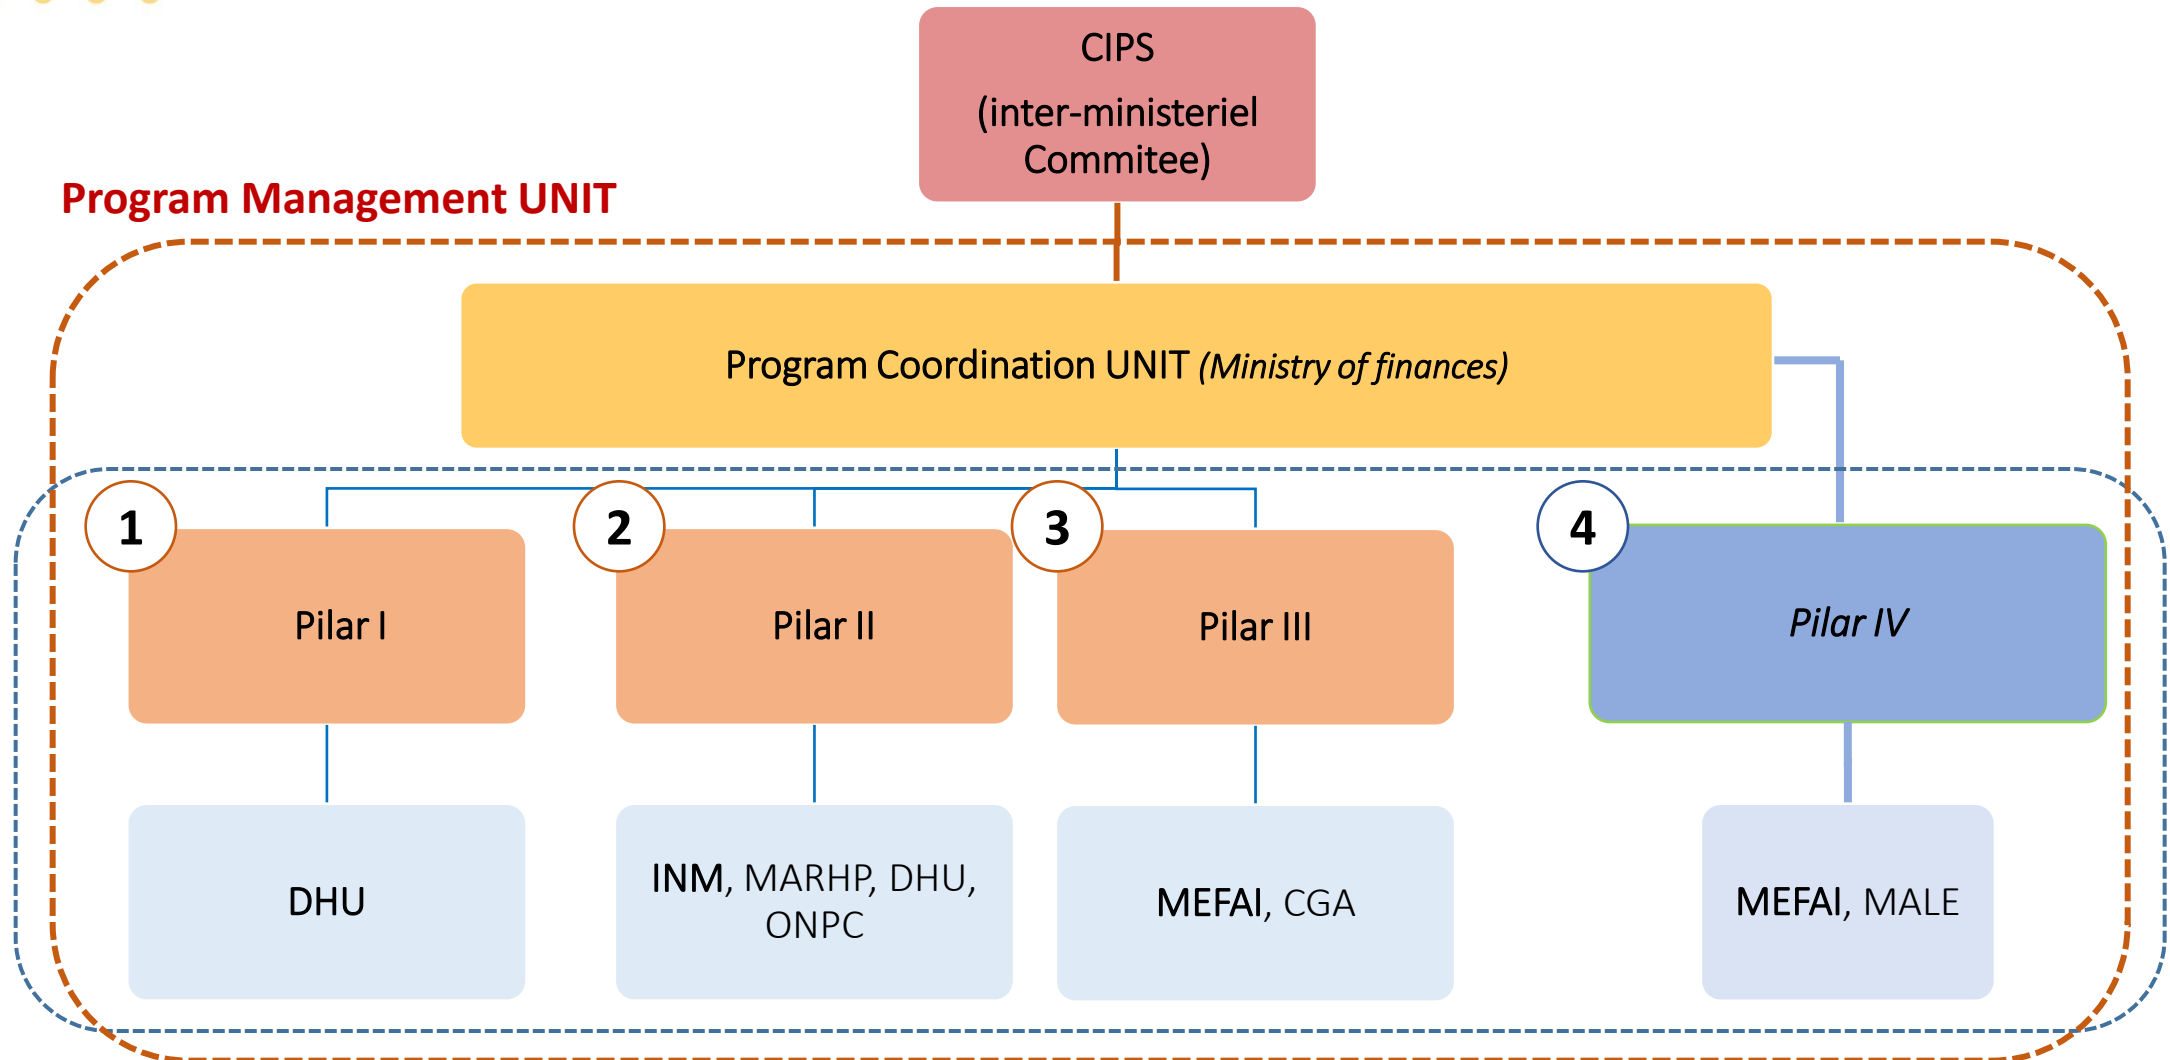 CIPS
(inter-ministeriel
Commitee)
Program Management UNIT
Program Coordination UNIT (Ministry of finances)
1
2
3
4
Pilar I
Pilar II
Pilar III
Pilar IV
DHU
INM, MARHP, DHU,
ONPC
MEFAI, CGA
MEFAI, MALE